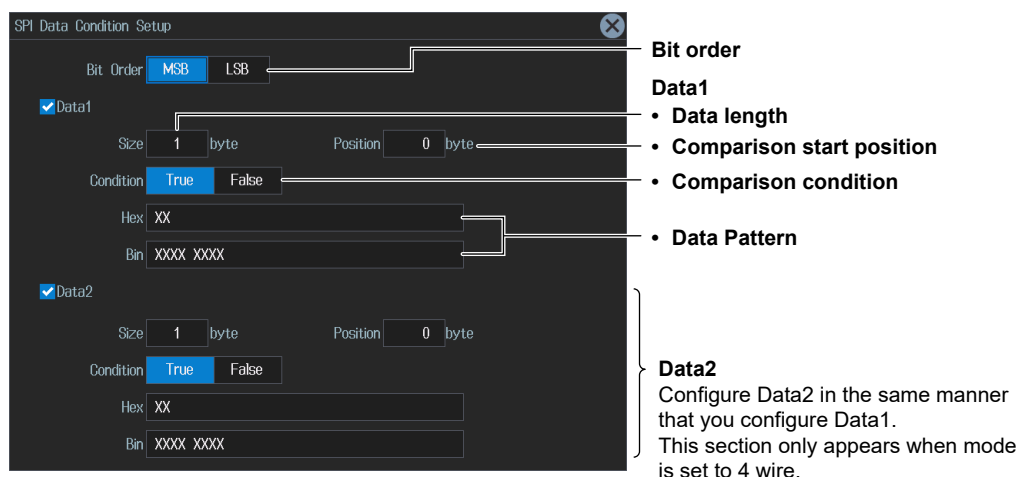 SPI Data Condition Setup
Bit Order MSB LSB
Bit order
Data1
Data1
• Data length
Size 1 byte Position 0 byte
• Comparison start position
Condition True False
• Comparison condition
Hex XX
• Data Pattern
Bin XXXX XXXX
Data2
Size 1 byte Position 0 byte
Condition True False
Data2
Configure Data2 in the same manner
Hex XX
that you configure Data1.
This section only appears when mode
Bin XXXX XXXX
is set to 4 wire.